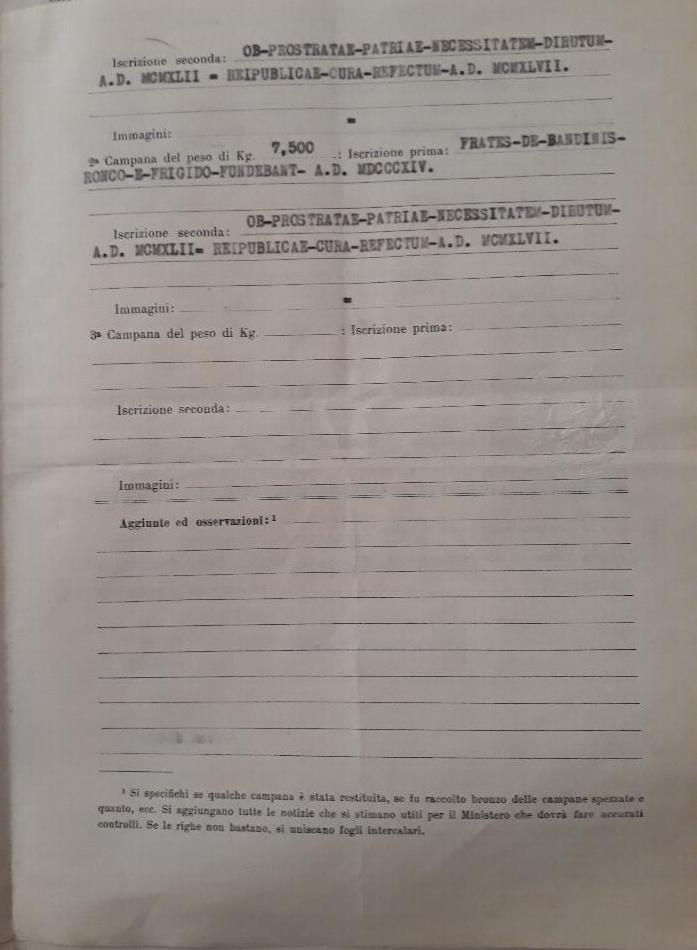 Iscrizione seconda: OB-PROSTRATAE-PATRIAE-NECESSITATEM-DIRUTUM-
A.D. MCMXLII = REIPUBLICAE-CURA-REFECTUM-A.D. MCMXLVII.
Immagini: =
2ª Campana del peso di Kg. 7,500 .: Iscrizione prima: FRATES-DE-BANDINIS-
RONCO-E-FRIGIDO-FUNDEBANT- A.D. MDCCCXIV.
Iscrizione seconda: OB-PROSTRATAE-PATRIAE-NECESSITATEM-DIRUTUM-
A.D. MCMXLII= REIPUBLICAE-CURA-REFECTUM-A.D. MCMXLVII.
Immagini: =
3ª Campana del peso di Kg. : Iscrizione prima:
Iscrizione seconda:
Immagini:
Aggiunte ed osservazioni:¹
¹ Si specifichi se qualche campana è stata restituita, se fu raccolto bronzo delle campane spezzate e
quanto, ecc. Si aggiungano tutte le notizie che si stimano utili per il Ministero che dovrà fare accurati
controlli. Se le righe non bastano, si uniscano fogli intercalari.